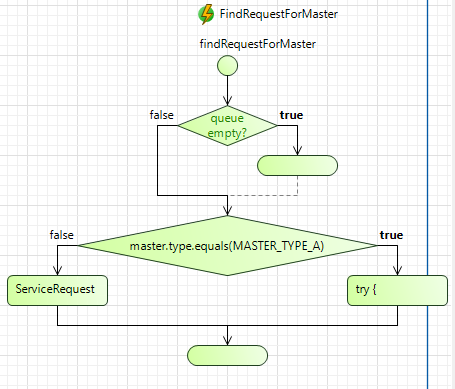 FindRequestForMaster
findRequestForMaster
false
queue
empty?
true
false
master.type.equals(MASTER_TYPE_A)
true
ServiceRequest
try {